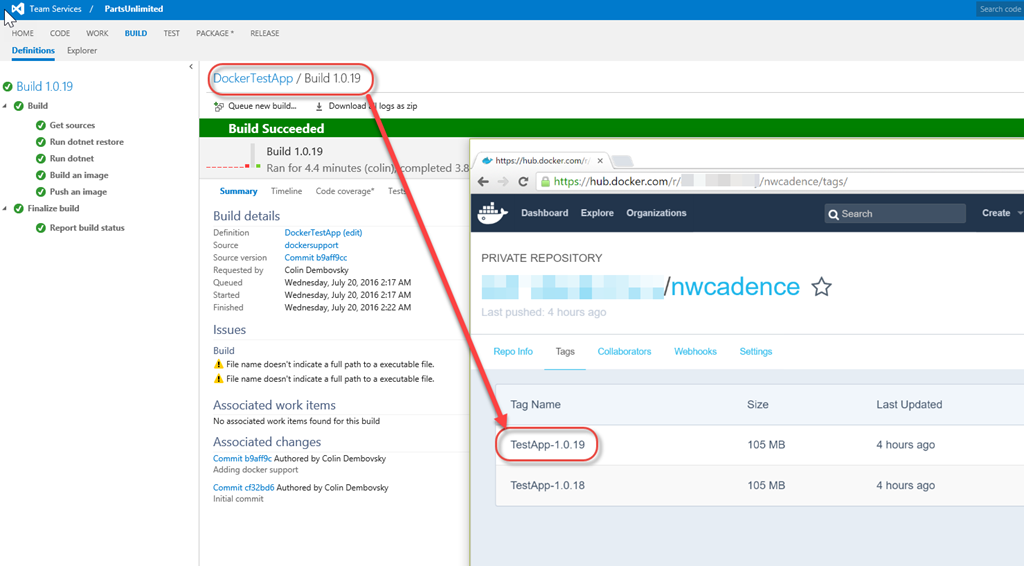 Team Services / PartsUnlimited
Search code
HOME CODE WORK BUILD TEST PACKAGE* RELEASE
Definitions Explorer
Build 1.0.19
Build
Get sources
Run dotnet restore
Run dotnet
Build an image
Push an image
Finalize build
Report build status
DockerTestApp / Build 1.0.19
Queue new build... Download logs as zip
Build Succeeded
Build 1.0.19
Ran for 4.4 minutes (colin), completed 3.8
Summary Timeline Code coverage* Tests
Build details
Definition DockerTestApp (edit)
Source dockersupport
Source version Commit b9aff9cc
Requested by Colin Dembovsky
Queued Wednesday, July 20, 2016 2:17 AM
Started Wednesday, July 20, 2016 2:17 AM
Finished Wednesday, July 20, 2016 2:22 AM
Issues
Build
File name doesn't indicate a full path to a executable file.
File name doesn't indicate a full path to a executable file.
Associated work items
No associated work items found for this build
Associated changes
Commit b9aff9c Authored by Colin Dembovsky
Adding docker support
Commit cf32bd6 Authored by Colin Dembovsky
Initial commit
https://hub.docker.com/r/
https://hub.docker.com/r/ /nwcadence/tags/
Dashboard Explore Organizations Search Create
PRIVATE REPOSITORY
/nwcadence
Last pushed: 4 hours ago
Repo Info Tags Collaborators Webhooks Settings
Tag Name Size Last Updated
TestApp-1.0.19 105 MB 4 hours ago
TestApp-1.0.18 105 MB 4 hours ago